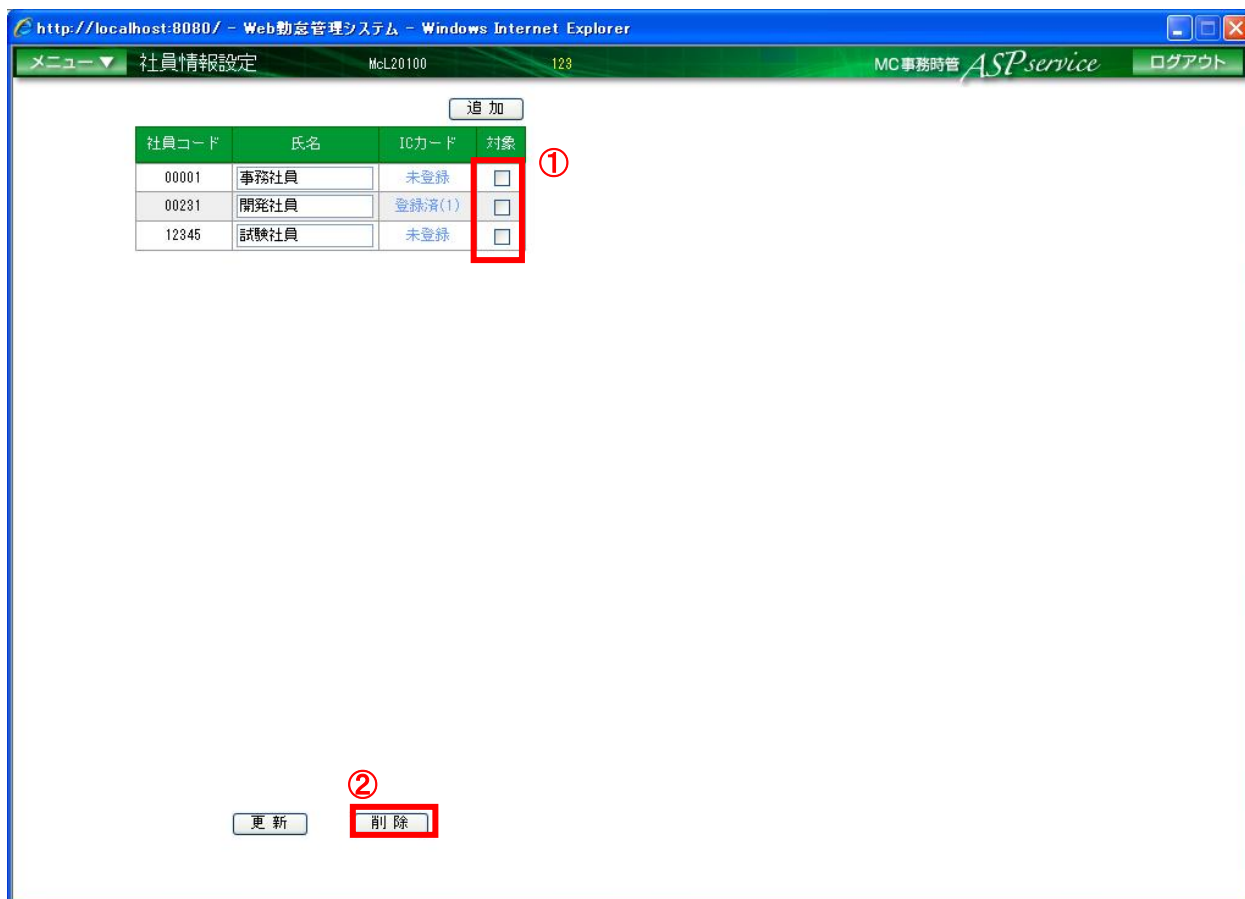 http://localhost:8080/ - Web勤怠管理システム - Windows Internet Explorer
メニュー▼ 社員情報設定 McL20100 123 MC事務時管 ASPservice ログアウト
追 加
社員コード 氏名 ICカード 対象
①
00001 事務社員 未登録
00231 開発社員 登録済(1)
12345 試験社員 未登録
②
更 新 削 除